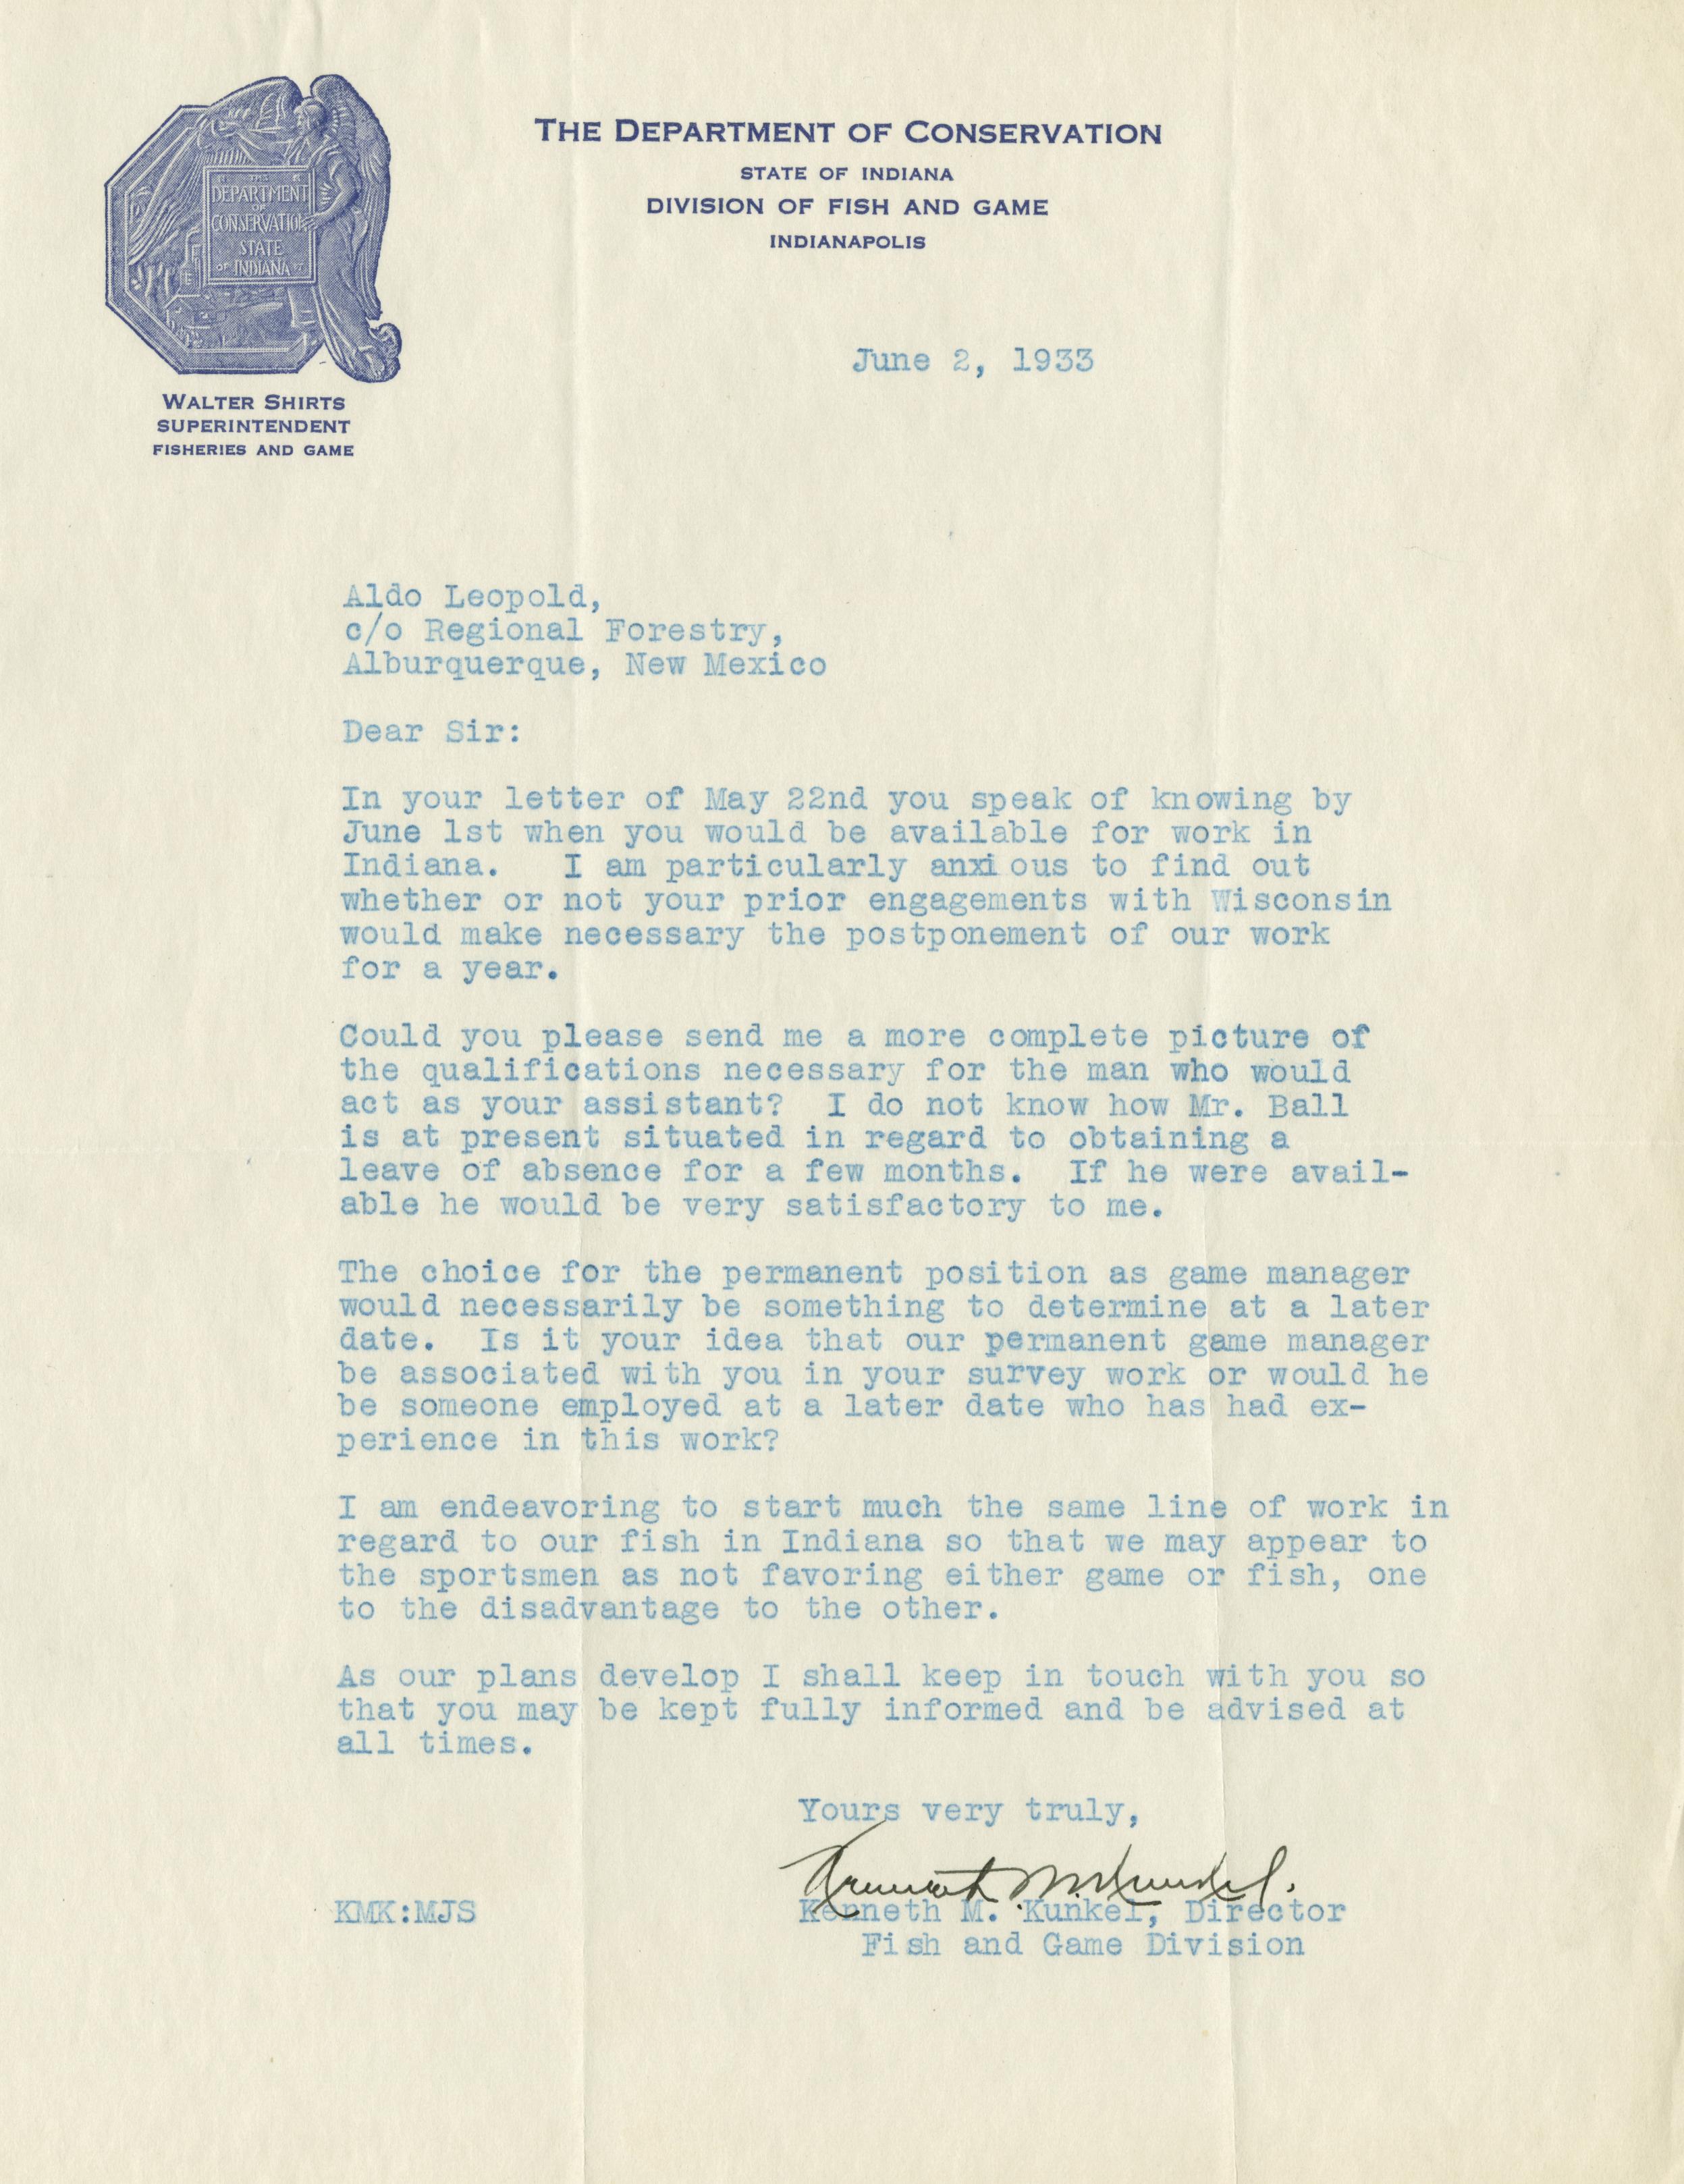 THE DEPARTMENT OF CONSERVATION
STATE OF INDIANA
DIVISION OF FISH AND GAME
INDIANAPOLIS
THE
DEPARTMENT
OF
CONSERVATION
STATE
OF INDIANA
WALTER SHIRTS
SUPERINTENDENT
FISHERIES AND GAME
June 2, 1933
Aldo Leopold,
c/o Regional Forestry,
Alburquerque, New Mexico
Dear Sir:
In your letter of May 22nd you speak of knowing by
June 1st when you would be available for work in
Indiana. I am particularly anxious to find out
whether or not your prior engagements with Wisconsin
would make necessary the postponement of our work
for a year.
Could you please send me a more complete picture of
the qualifications necessary for the man who would
act as your assistant? I do not know how Mr. Ball
is at present situated in regard to obtaining a
leave of absence for a few months. If he were avail-
able he would be very satisfactory to me.
The choice for the permanent position as game manager
would necessarily be something to determine at a later
date. Is it your idea that our permanent game manager
be associated with you in your survey work or would he
be someone employed at a later date who has had ex-
perience in this work?
I am endeavoring to start much the same line of work in
regard to our fish in Indiana so that we may appear to
the sportsmen as not favoring either game or fish, one
to the disadvantage to the other.
As our plans develop I shall keep in touch with you so
that you may be kept fully informed and be advised at
all times.
Yours very truly,
Kenneth M. Kunkel.
KMK:MJS
Kenneth M. Kunkel, Director
Fish and Game Division